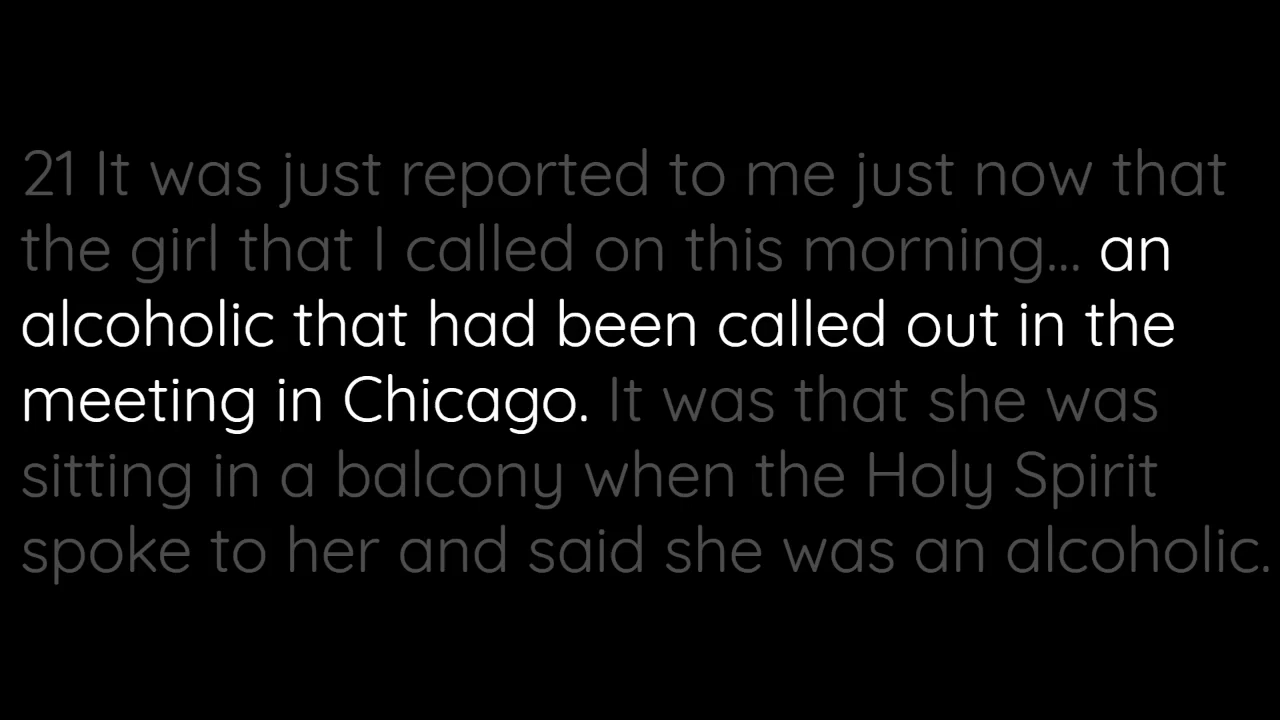 21 It was just reported to me just now that
the girl that I called on this morning... an
alcoholic that had been called out in the
meeting in Chicago. It was that she was
sitting in a balcony when the Holy Spirit
spoke to her and said she was an alcoholic.